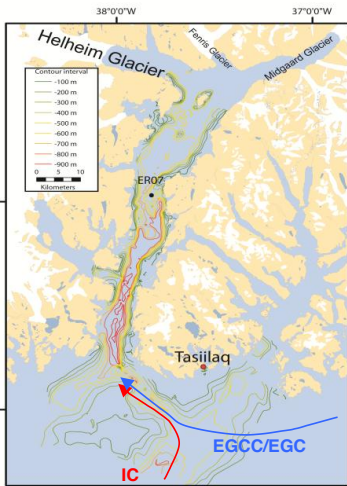 38°0'0"W
37°0'0"W
Helheim Glacier
Fenris Glacier
Midgaard Glacier
Contour interval
-100 m
-200 m
-300 m
-400 m
-500 m
-600 m
-700 m
-800 m
-900 m
10 5 0 10
Kilometers
ER07
Tasiilaq
EGCC/EGC
IC